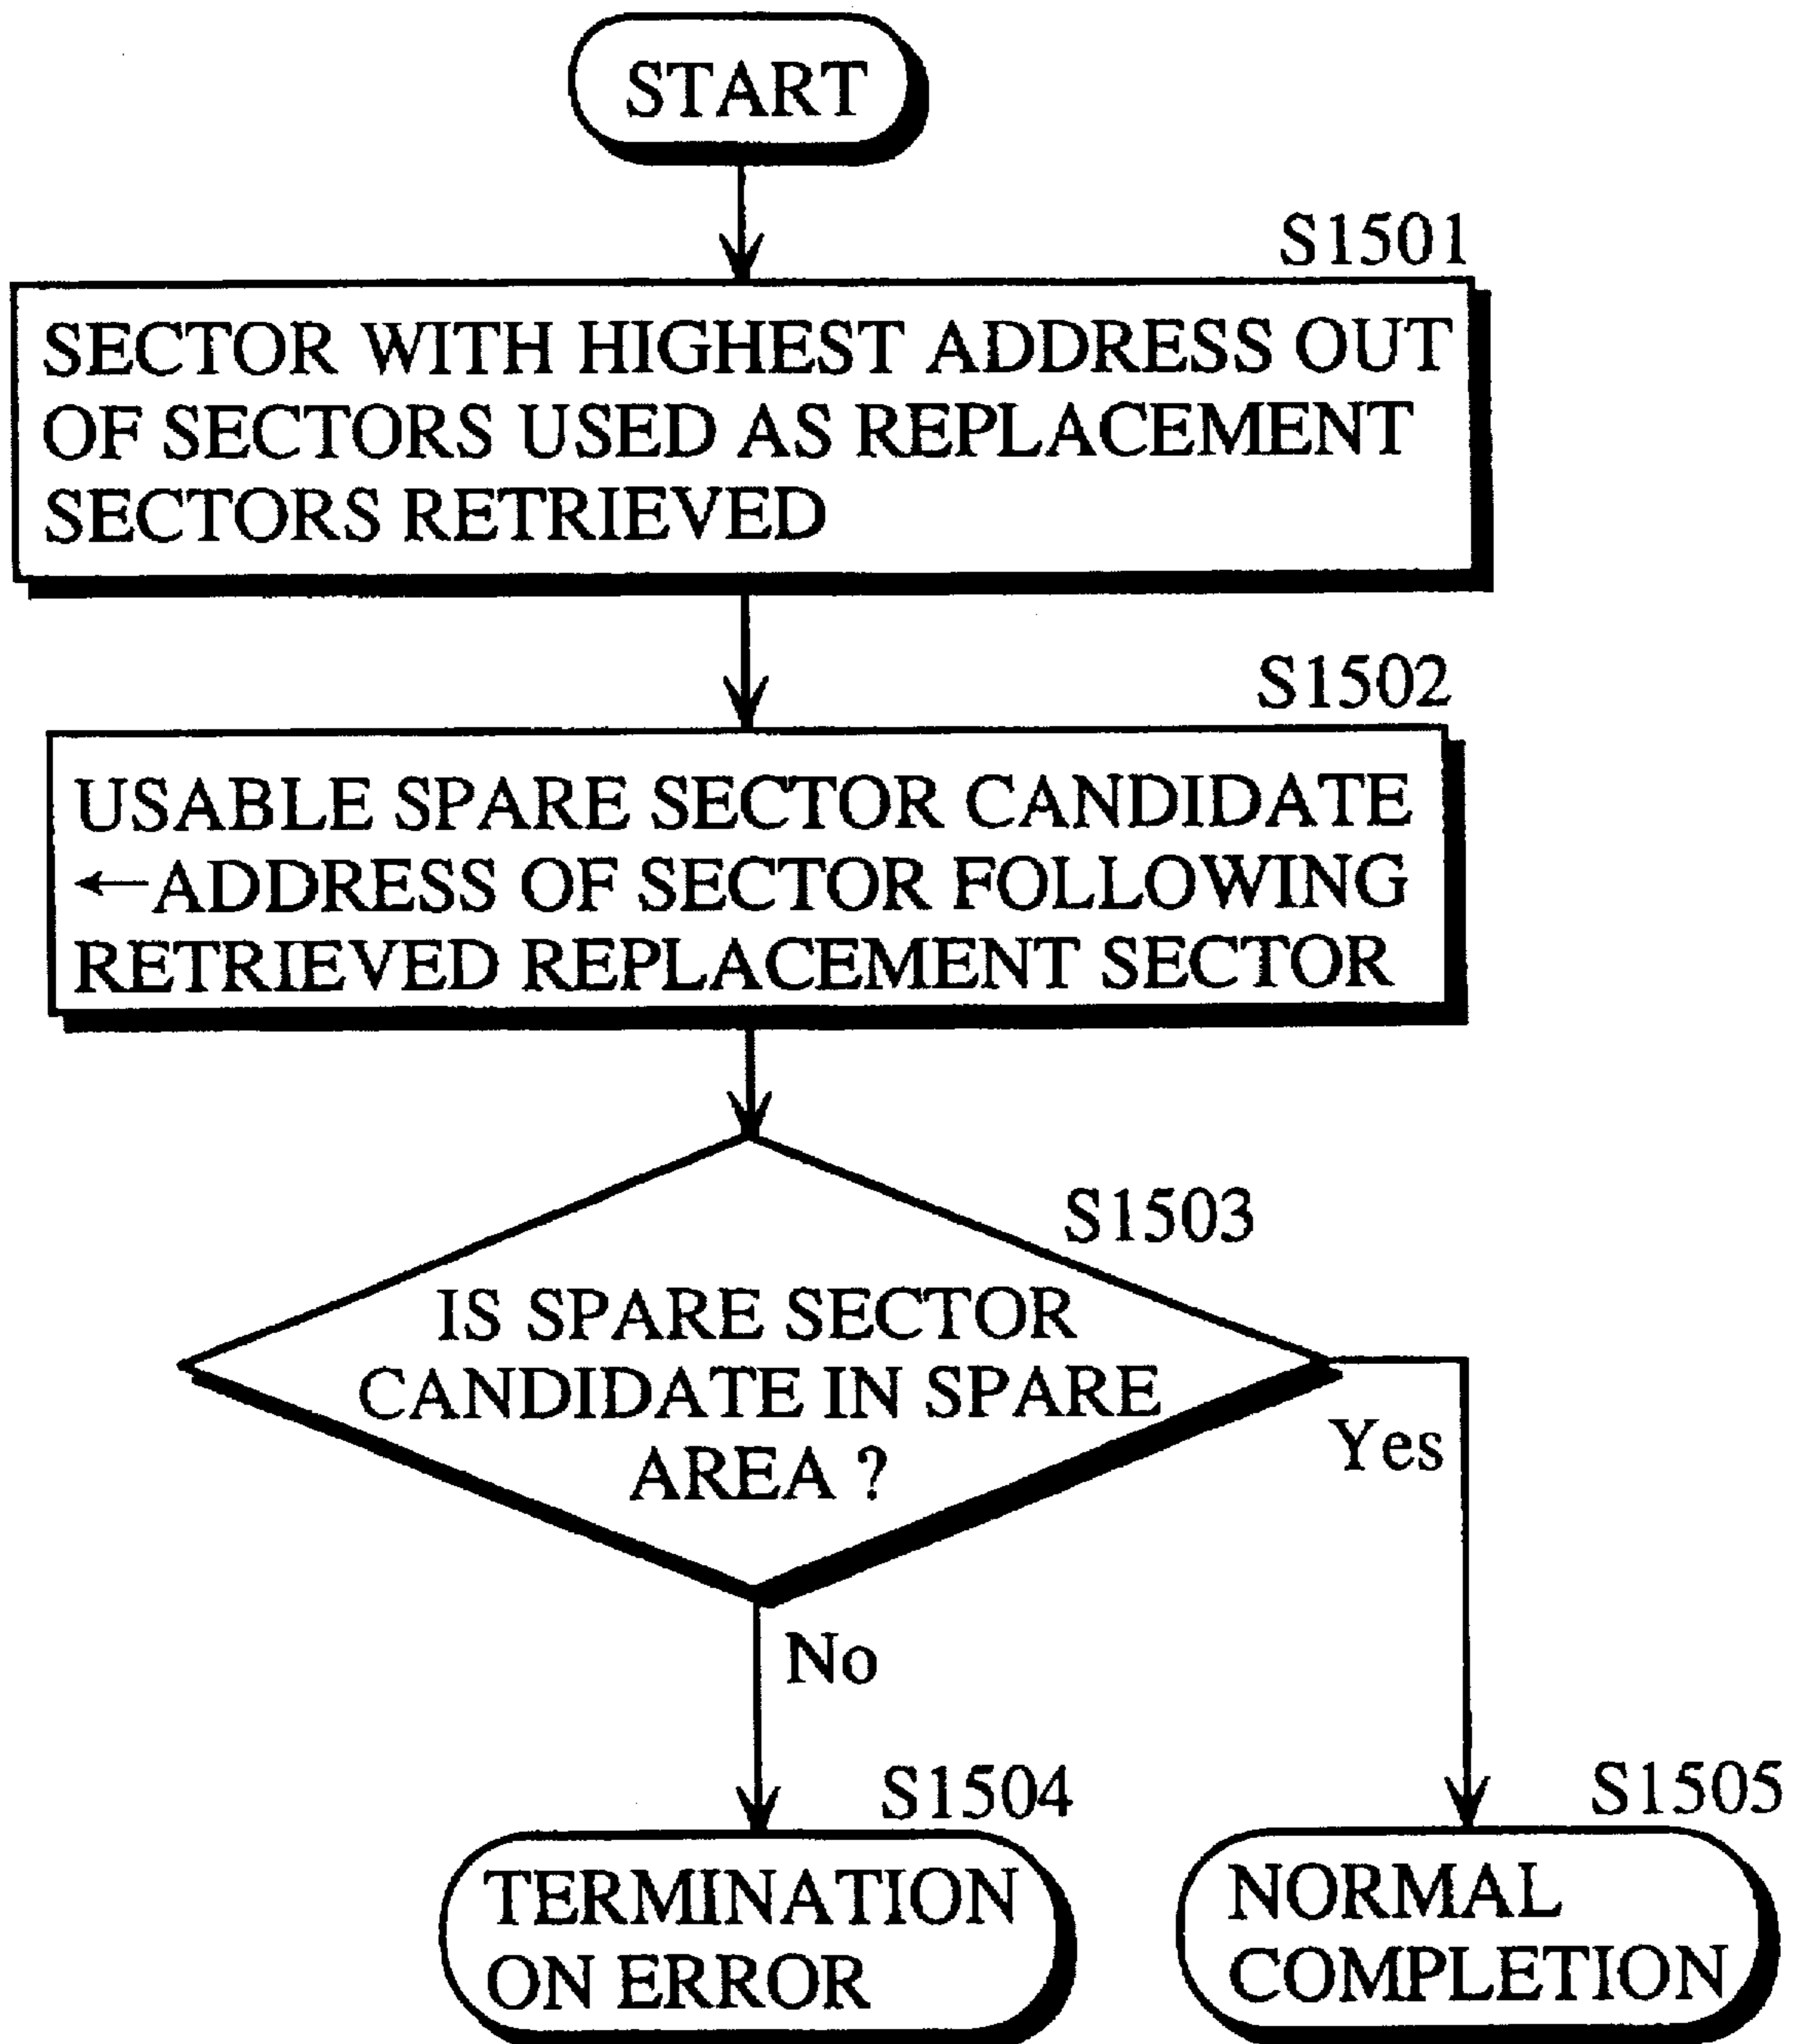 START
S1501
SECTOR WITH HIGHEST ADDRESS OUT
OF SECTORS USED AS REPLACEMENT
SECTORS RETRIEVED
S1502
USABLE SPARE SECTOR CANDIDATE
←ADDRESS OF SECTOR FOLLOWING
RETRIEVED REPLACEMENT SECTOR
S1503
IS SPARE SECTOR
CANDIDATE IN SPARE
AREA ?
Yes
No
S1504
TERMINATION
ON ERROR
S1505
NORMAL
COMPLETION